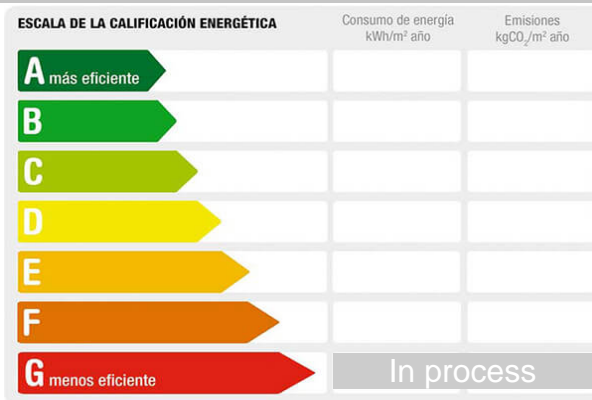 ESCALA DE LA CALIFICACIÓN ENERGÉTICA
Consumo de energía
kWh/m² año
Emisiones
kgCO₂/m² año
A más eficiente
B
C
D
E
F
G menos eficiente
In process